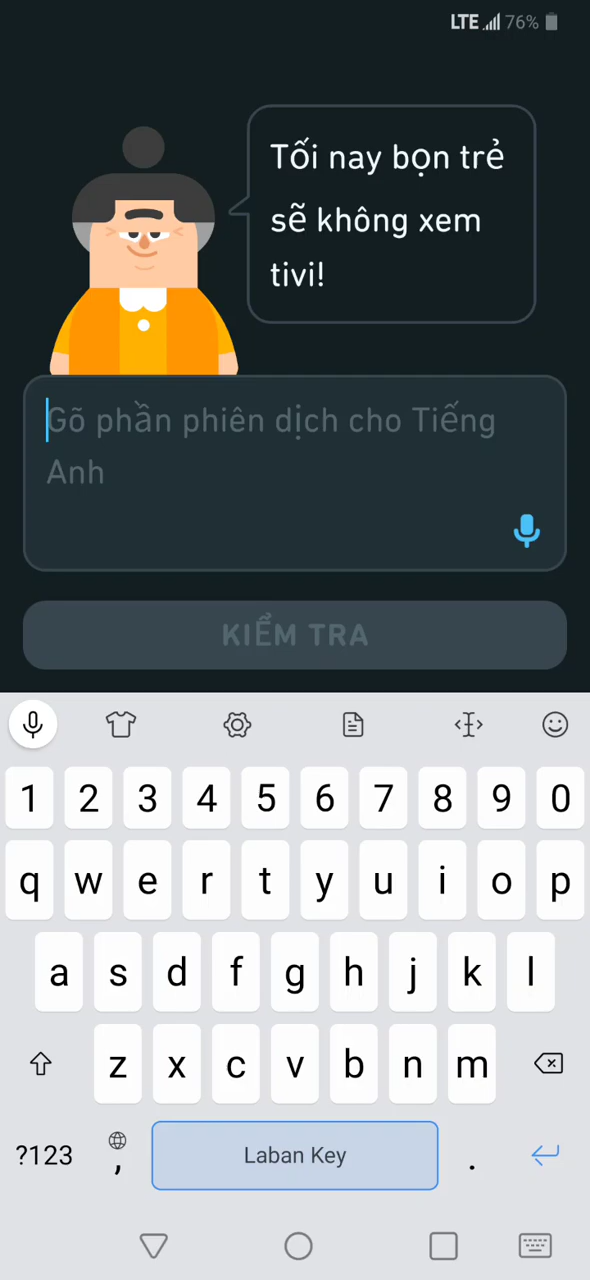 LTE 76%
Tối nay bọn trẻ
sẽ không xem
tivi!
Gõ phần phiên dịch cho Tiếng
Anh
KIỂM TRA
1 2 3 4 5 6 7 8 9 0
q w e r t y u i o p
a s d f g h j k l
z x c v b n m
?123 , Laban Key .